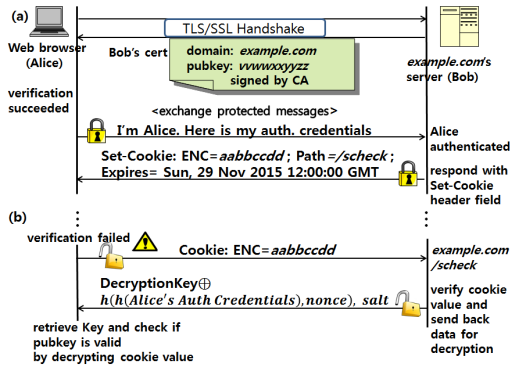 (a)
TLS/SSL Handshake
Web browser
(Alice)
Bob's cert
domain: example.com
pubkey: vvwwxxyyzz
signed by CA
example.com's
server (Bob)
verification
succeeded
<exchange protected messages>
I'm Alice. Here is my auth. credentials
Alice
authenticated
Set-Cookie: ENC=aabbccdd ; Path=/scheck ;
Expires= Sun, 29 Nov 2015 12:00:00 GMT
respond with
Set-Cookie
header field
(b)
verification failed
Cookie: ENC=aabbccdd
example.com
/scheck
DecryptionKey⊕
h(h(Alice's Auth Credentials),nonce), salt
verify cookie
value and
send back
data for
decryption
retrieve Key and check if
pubkey is valid
by decrypting cookie value